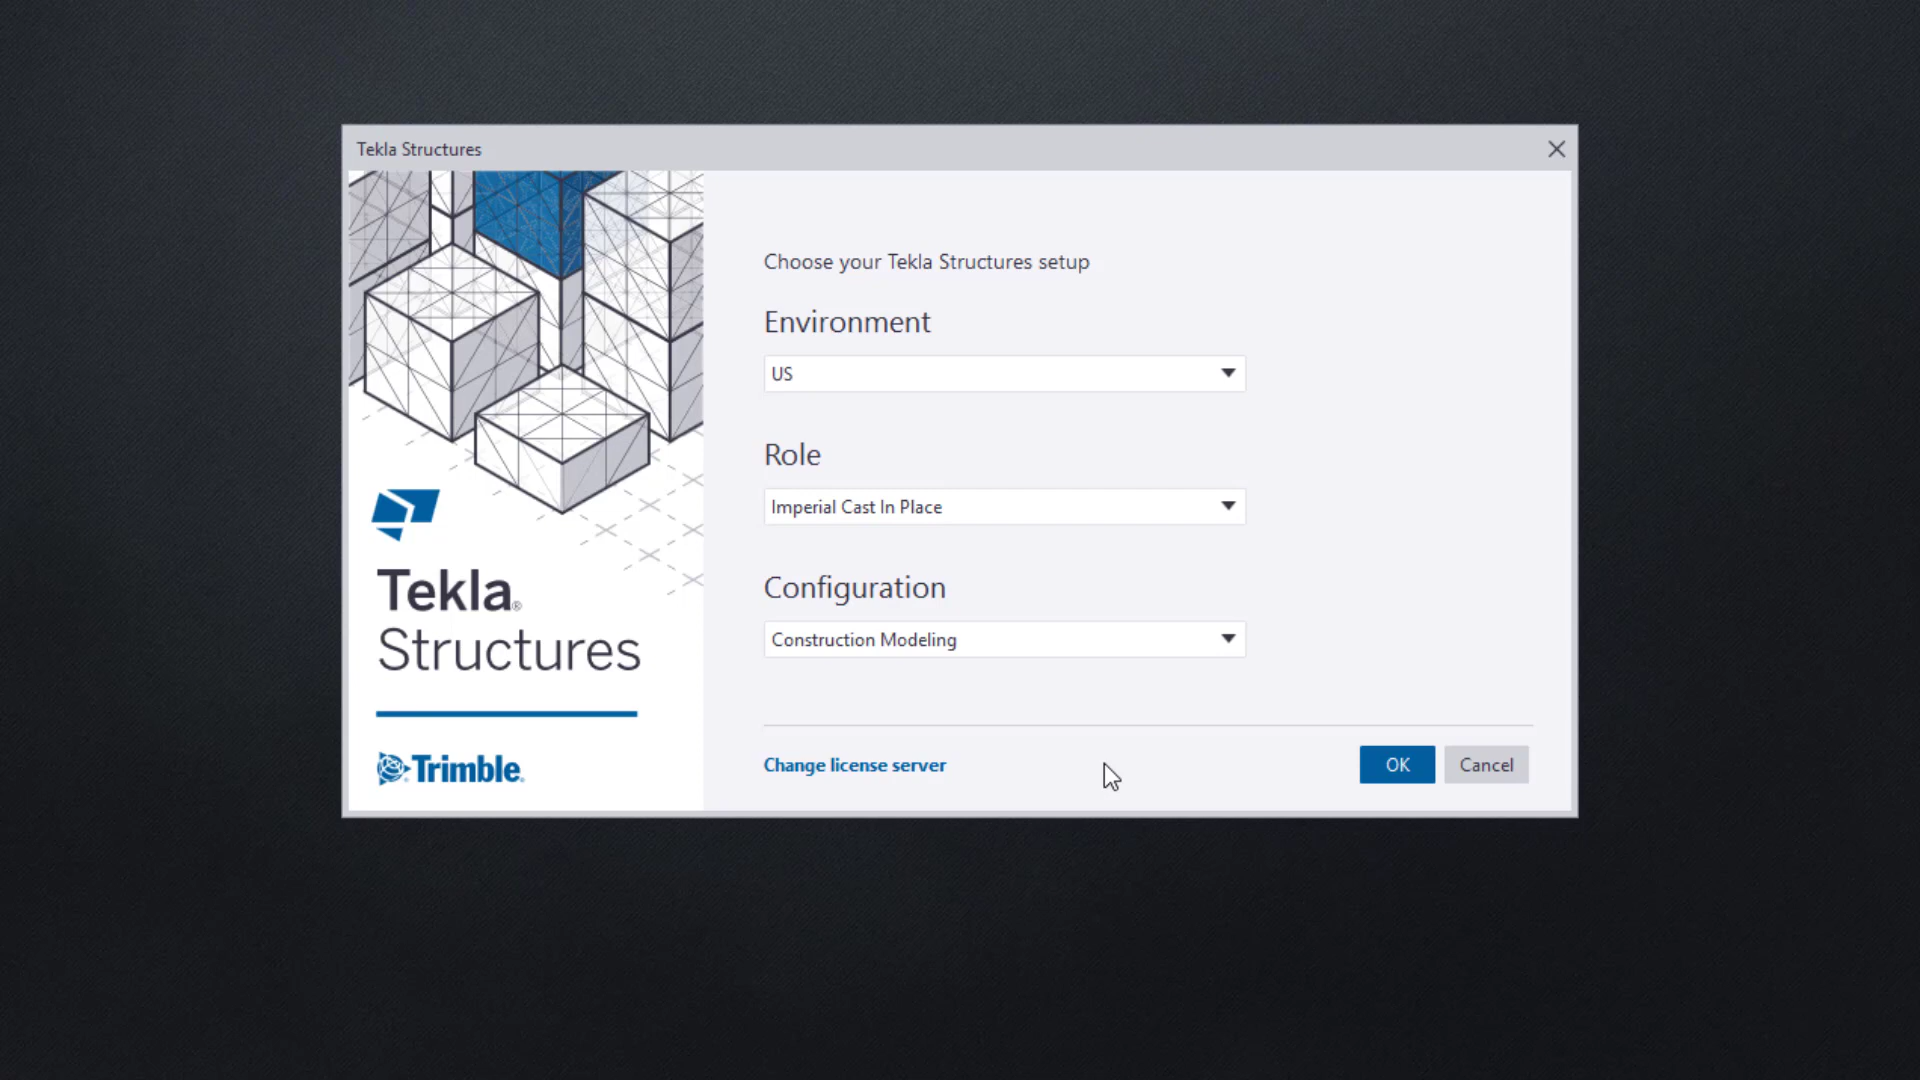 Tekla Structures
Choose your Tekla Structures setup
Environment
US
Role
Imperial Cast In Place
Configuration
Construction Modeling
Tekla®
Structures
Trimble®
Change license server
OK
Cancel